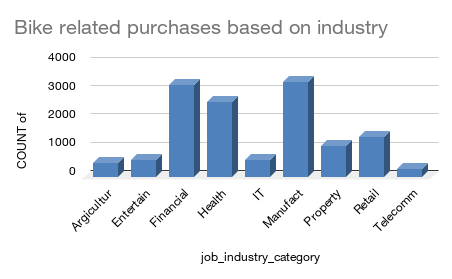 Bike related purchases based on industry
4000
3000
2000
1000
0
COUNT of
Argicultur
Entertain
Financial
Health
IT
Manufact
Property
Retail
Telecomm
job_industry_category